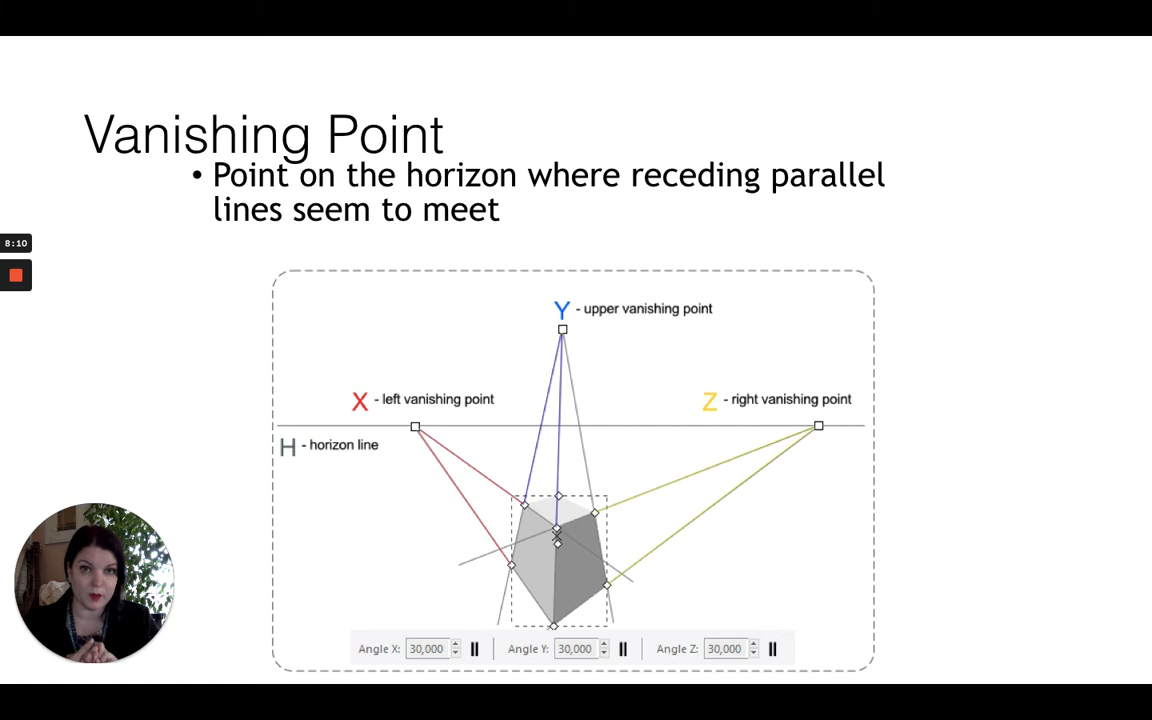 Vanishing Point
• Point on the horizon where receding parallel
lines seem to meet
8:10
Y - upper vanishing point
X - left vanishing point
Z - right vanishing point
H - horizon line
Angle X: 30,000 Angle Y: 30,000 Angle Z: 30,000